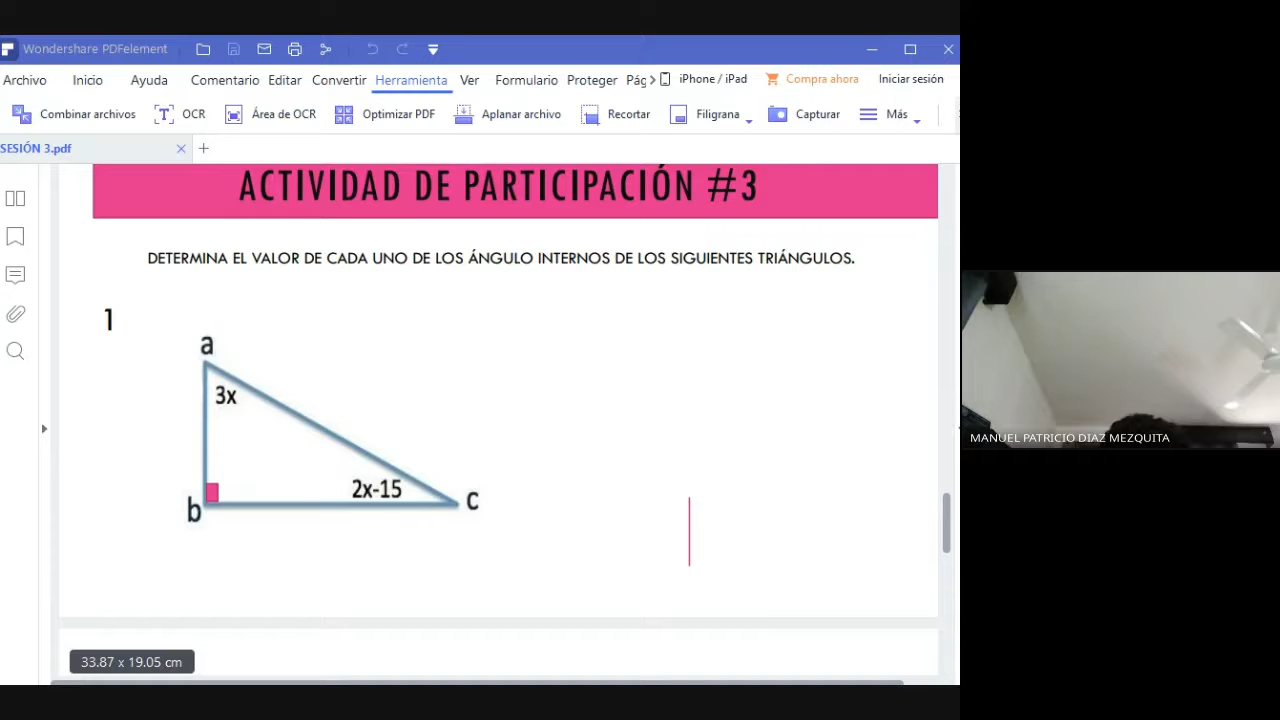 Wondershare PDFelement
Archivo Inicio Ayuda Comentario Editar Convertir Herramienta Ver Formulario Proteger Pág iPhone / iPad Compra ahora Iniciar sesión
Combinar archivos OCR Área de OCR Optimizar PDF Aplanar archivo Recortar Filigrana Capturar Más
SESIÓN 3.pdf
ACTIVIDAD DE PARTICIPACIÓN #3
DETERMINA EL VALOR DE CADA UNO DE LOS ÁNGULO INTERNOS DE LOS SIGUIENTES TRIÁNGULOS.
1
a
3x
2x-15
b
c
33.87 x 19.05 cm
MANUEL PATRICIO DIAZ MEZQUITA